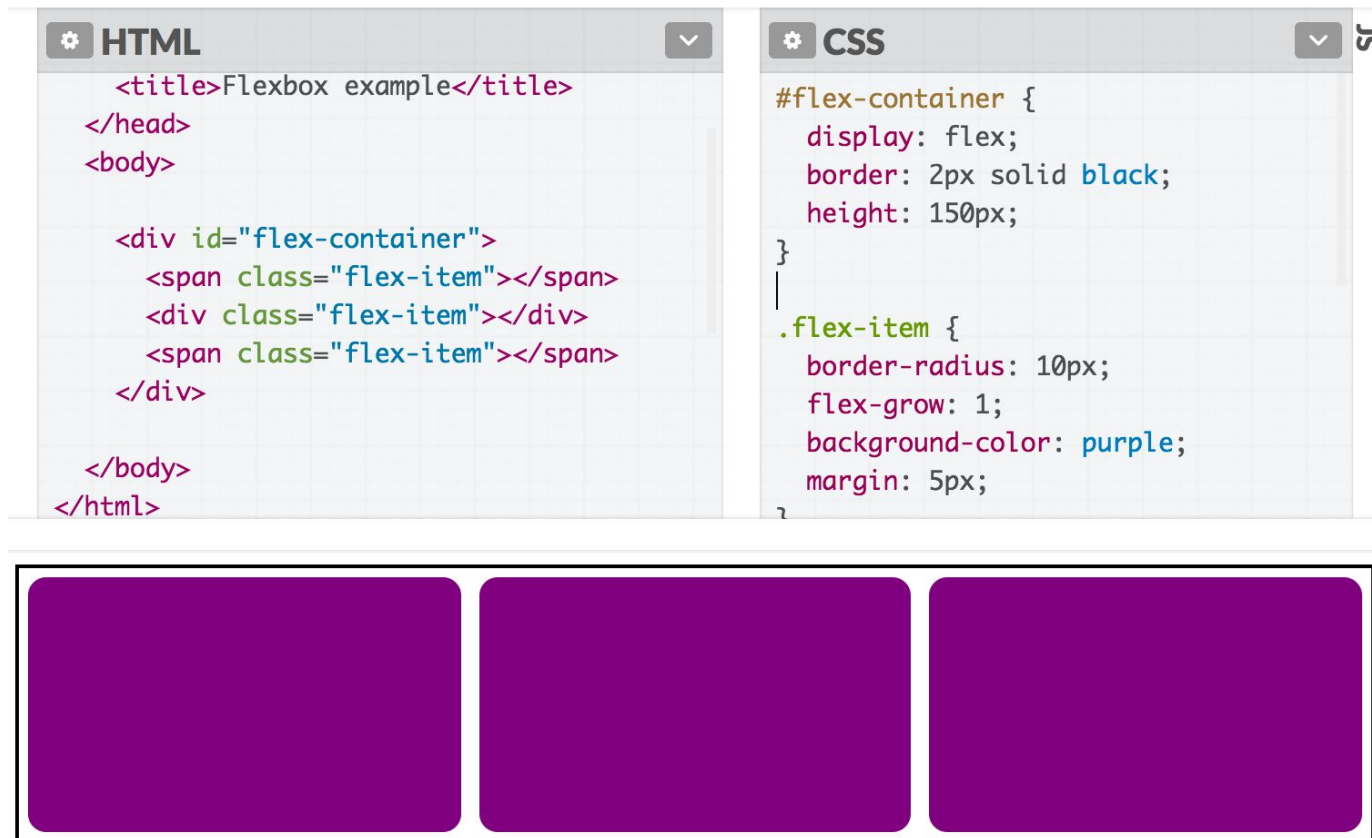 HTML
<title>Flexbox example</title>
</head>
<body>
<div id="flex-container">
<span class="flex-item"></span>
<div class="flex-item"></div>
<span class="flex-item"></span>
</div>
</body>
</html>
CSS
#flex-container {
display: flex;
border: 2px solid black;
height: 150px;
}
.flex-item {
border-radius: 10px;
flex-grow: 1;
background-color: purple;
margin: 5px;
}